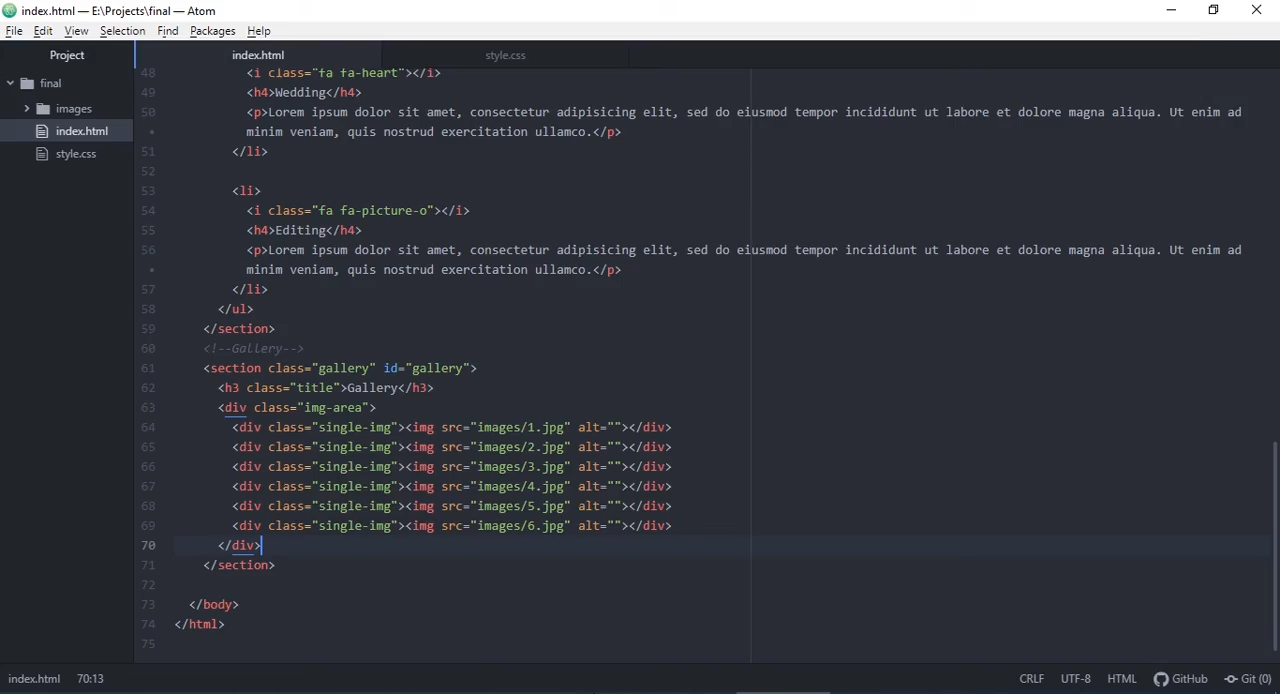 index.html — E:\Projects\final — Atom
File Edit View Selection Find Packages Help
Project
final
images
index.html
style.css
index.html style.css
48 <i class="fa fa-heart"></i>
49 <h4>Wedding</h4>
50 <p>Lorem ipsum dolor sit amet, consectetur adipisicing elit, sed do eiusmod tempor incididunt ut labore et dolore magna aliqua. Ut enim ad
• minim veniam, quis nostrud exercitation ullamco.</p>
51 </li>
52
53 <li>
54 <i class="fa fa-picture-o"></i>
55 <h4>Editing</h4>
56 <p>Lorem ipsum dolor sit amet, consectetur adipisicing elit, sed do eiusmod tempor incididunt ut labore et dolore magna aliqua. Ut enim ad
• minim veniam, quis nostrud exercitation ullamco.</p>
57 </li>
58 </ul>
59 </section>
60 <!--Gallery-->
61 <section class="gallery" id="gallery">
62 <h3 class="title">Gallery</h3>
63 <div class="img-area">
64 <div class="single-img"><img src="images/1.jpg" alt=""></div>
65 <div class="single-img"><img src="images/2.jpg" alt=""></div>
66 <div class="single-img"><img src="images/3.jpg" alt=""></div>
67 <div class="single-img"><img src="images/4.jpg" alt=""></div>
68 <div class="single-img"><img src="images/5.jpg" alt=""></div>
69 <div class="single-img"><img src="images/6.jpg" alt=""></div>
70 </div>
71 </section>
72
73 </body>
74 </html>
75
index.html 70:13 CRLF UTF-8 HTML GitHub Git (0)